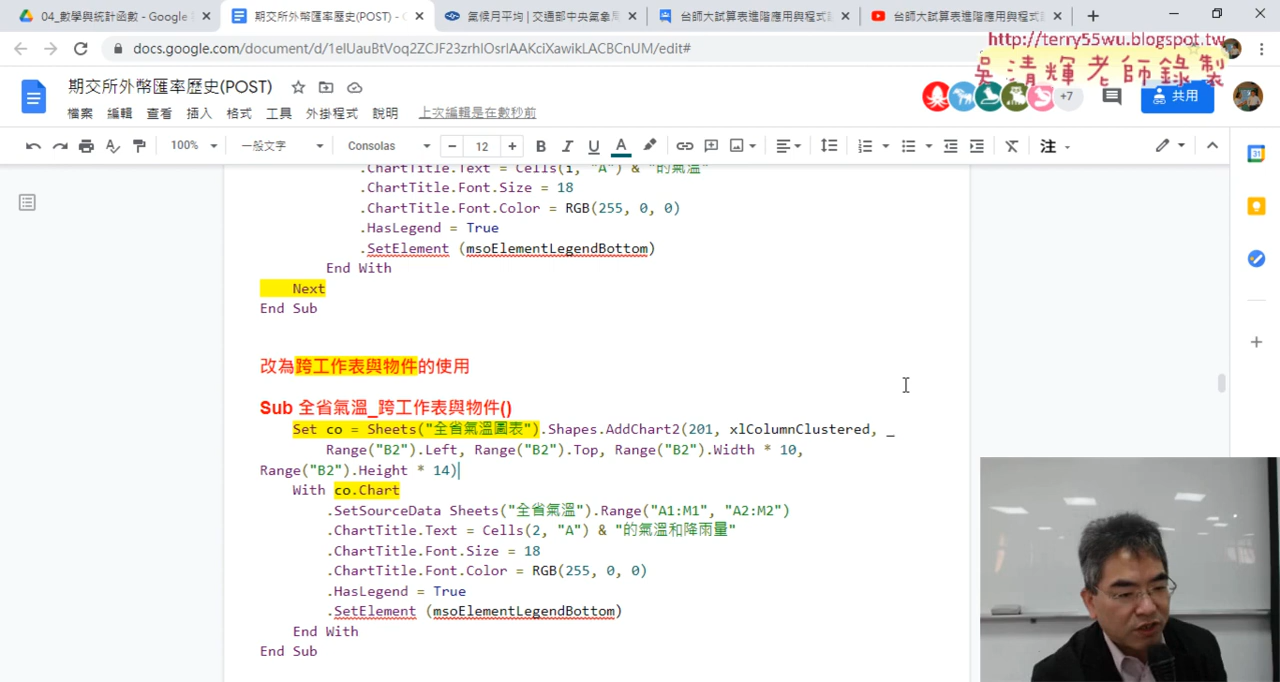 04_數學與統計函數 - Google
期交所外幣匯率歷史(POST) - G
氣候月平均 | 交通部中央氣象局
台師大試算表進階應用與程式設
台師大試算表進階應用與程式設
docs.google.com/document/d/1elUauBtVoq2ZCJF23zrhlOsrlAAKciXawikLACBCnUM/edit#
http://terry55wu.blogspot.tw
吳清輝老師錄製
期交所外幣匯率歷史(POST)
檔案 編輯 查看 插入 格式 工具 外掛程式 說明 上次編輯是在數秒前
+7
共用
100% 一般文字 Consolas 12 B I U A 注
31
.ChartTitle.Text = Cells(i, "A") & "的氣溫"
.ChartTitle.Font.Size = 18
.ChartTitle.Font.Color = RGB(255, 0, 0)
.HasLegend = True
.SetElement (msoElementLegendBottom)
End With
Next
End Sub
改為跨工作表與物件的使用
Sub 全省氣溫_跨工作表與物件()
Set co = Sheets("全省氣溫圖表").Shapes.AddChart2(201, xlColumnClustered, _
Range("B2").Left, Range("B2").Top, Range("B2").Width * 10,
Range("B2").Height * 14)
With co.Chart
.SetSourceData Sheets("全省氣溫").Range("A1:M1", "A2:M2")
.ChartTitle.Text = Cells(2, "A") & "的氣溫和降雨量"
.ChartTitle.Font.Size = 18
.ChartTitle.Font.Color = RGB(255, 0, 0)
.HasLegend = True
.SetElement (msoElementLegendBottom)
End With
End Sub